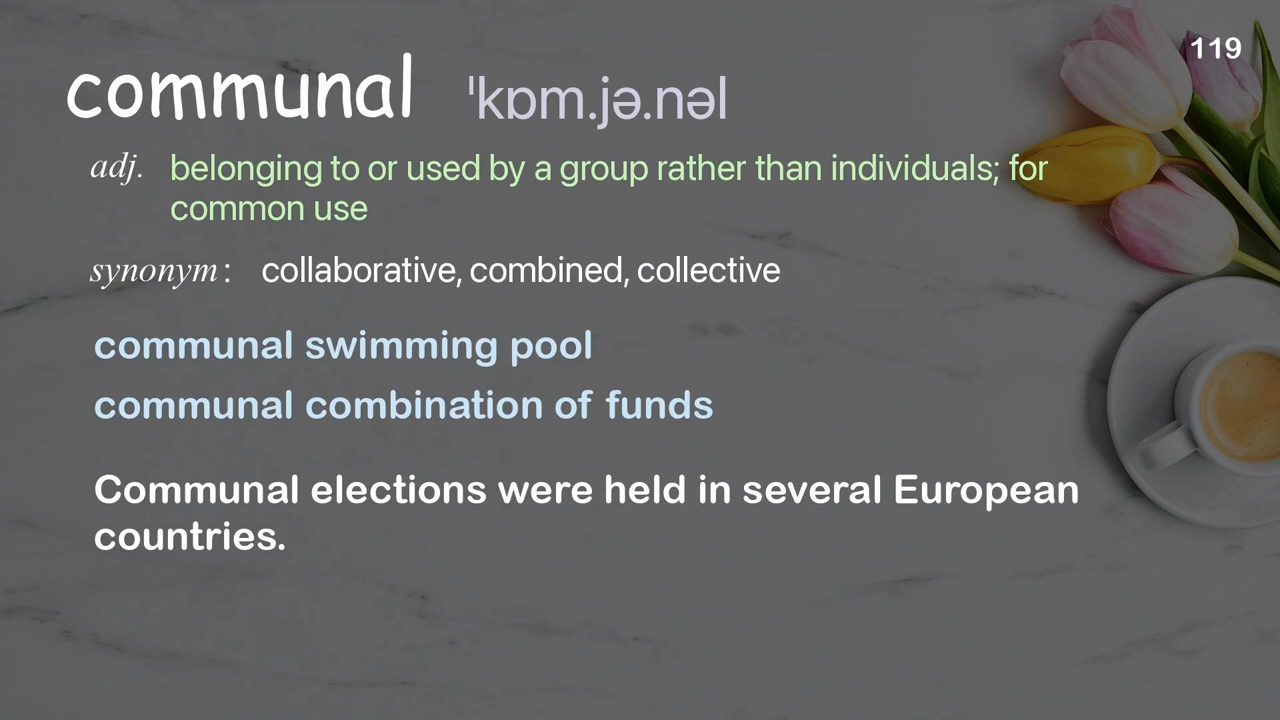 119
communal ˈkɒm.jə.nəl
adj. belonging to or used by a group rather than individuals; for
common use
synonym: collaborative, combined, collective
communal swimming pool
communal combination of funds
Communal elections were held in several European
countries.